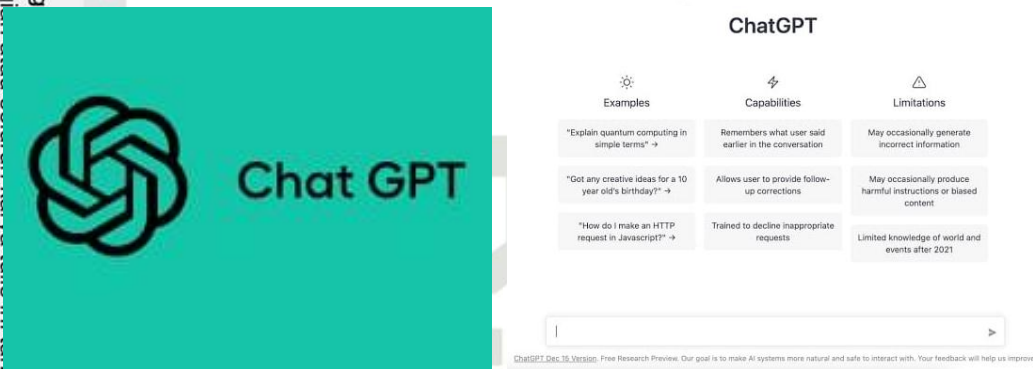 Chat GPT
ChatGPT
Examples
"Explain quantum computing in
simple terms" →
"Got any creative ideas for a 10
year old's birthday?" →
"How do I make an HTTP
request in Javascript?" →
Capabilities
Remembers what user said
earlier in the conversation
Allows user to provide follow-
up corrections
Trained to decline inappropriate
requests
Limitations
May occasionally generate
incorrect information
May occasionally produce
harmful instructions or biased
content
Limited knowledge of world and
events after 2021
ChatGPT Dec 15 Version. Free Research Preview. Our goal is to make AI systems more natural and safe to interact with. Your feedback will help us improve